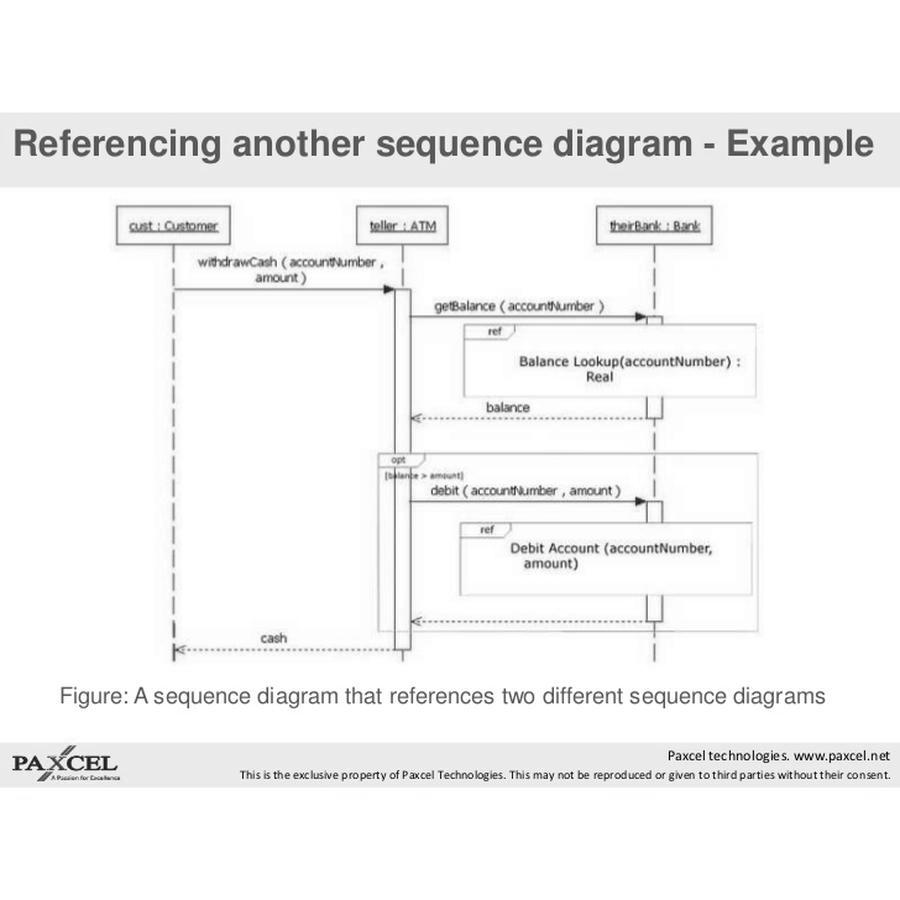 Referencing another sequence diagram - Example
cust : Customer
teller : ATM
theirBank : Bank
withdrawCash ( accountNumber ,
amount )
getBalance ( accountNumber )
ref
Balance Lookup(accountNumber) :
Real
balance
opt
[balance > amount]
debit ( accountNumber , amount )
ref
Debit Account (accountNumber,
amount)
cash
Figure: A sequence diagram that references two different sequence diagrams
PAXCEL
A Passion for Excellence
Paxcel technologies. www.paxcel.net
This is the exclusive property of Paxcel Technologies. This may not be reproduced or given to third parties without their consent.